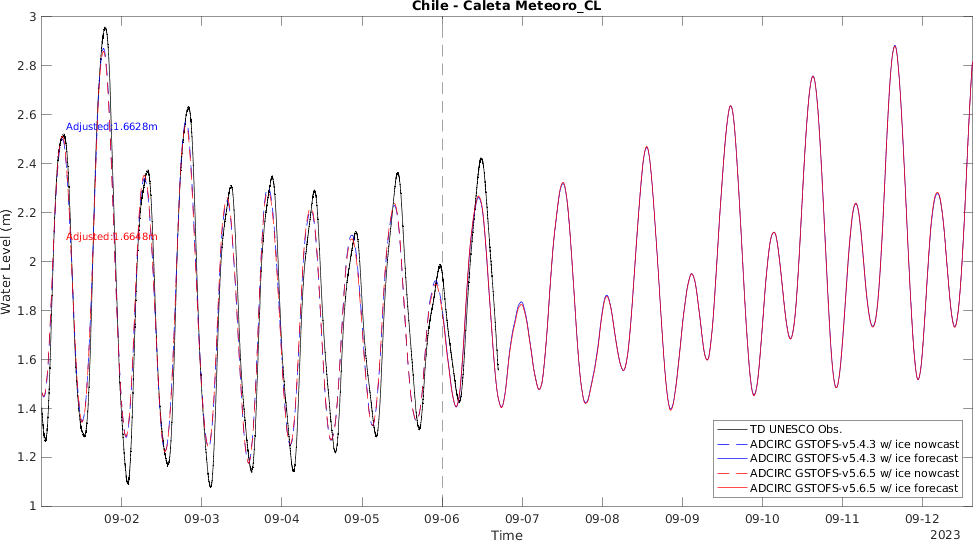 Chile - Caleta Meteoro_CL
3
2.8
2.6
2.4
2.2
2
1.8
1.6
1.4
1.2
1
Water Level (m)
Adjusted:1.6628m
Adjusted:1.6648m
TD UNESCO Obs.
ADCIRC GSTOFS-v5.4.3 w/ ice nowcast
ADCIRC GSTOFS-v5.4.3 w/ ice forecast
ADCIRC GSTOFS-v5.6.5 w/ ice nowcast
ADCIRC GSTOFS-v5.6.5 w/ ice forecast
09-02 09-03 09-04 09-05 09-06 09-07 09-08 09-09 09-10 09-11 09-12
Time
2023